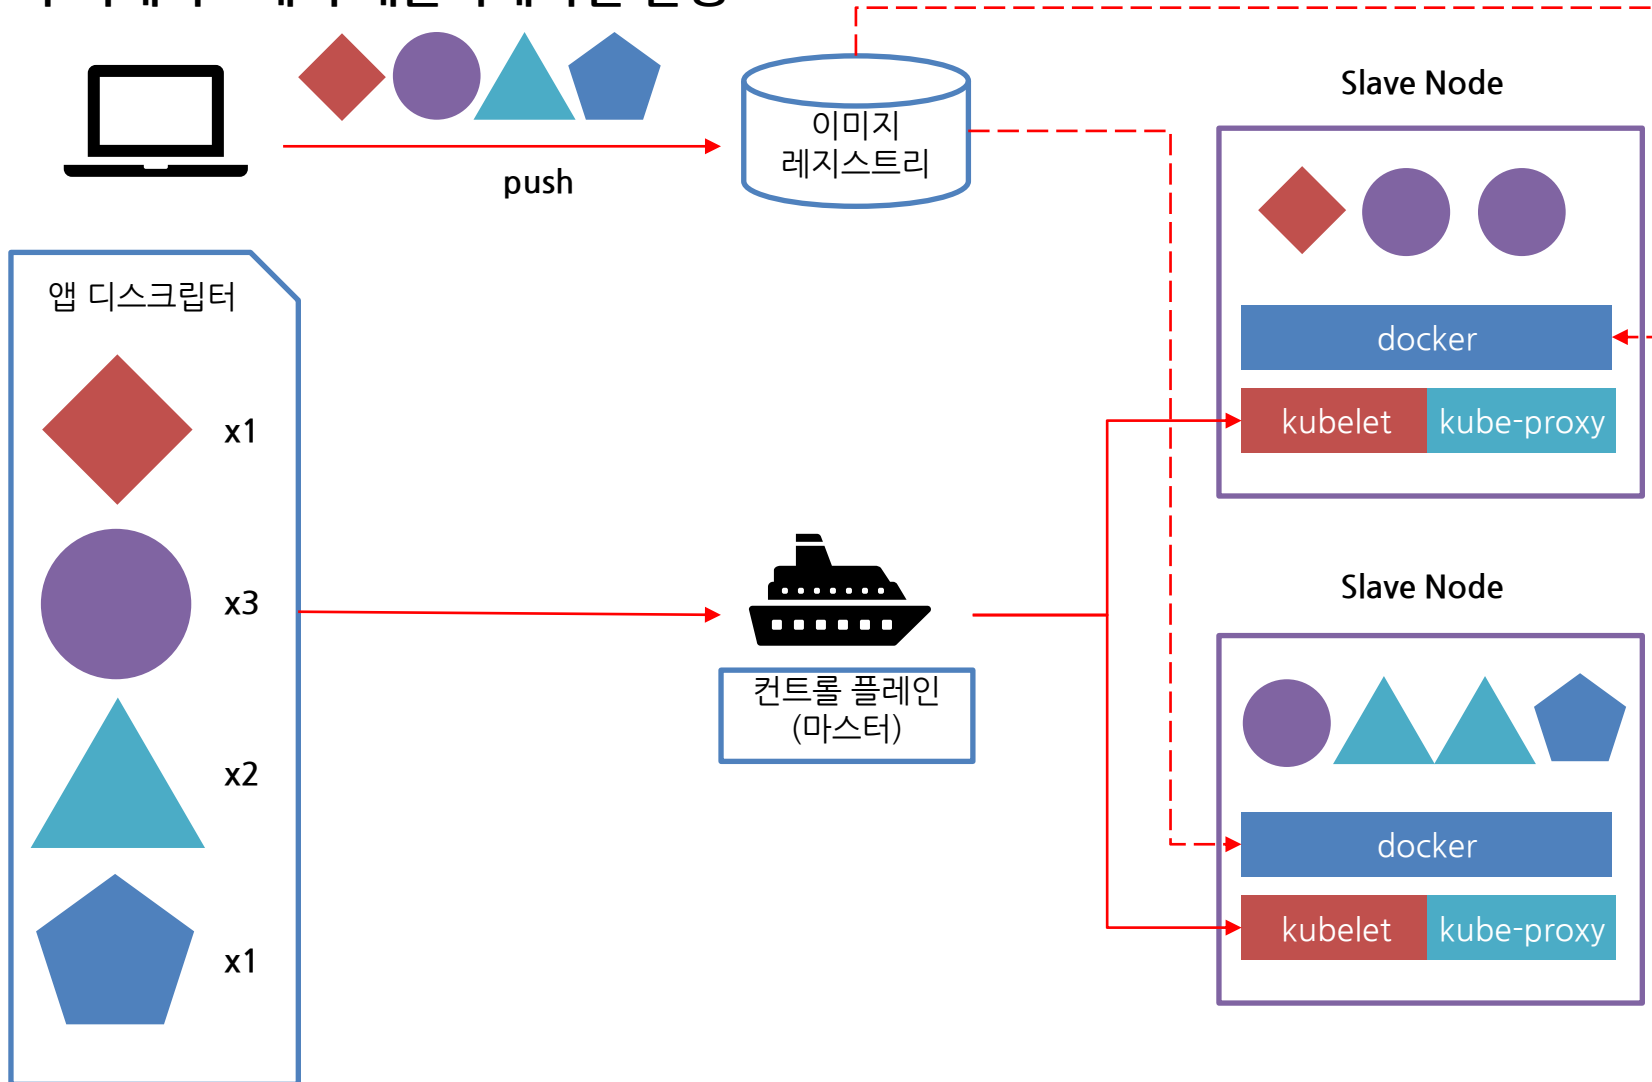 push
이미지
레지스트리
Slave Node
docker
kubelet
kube-proxy
앱 디스크립터
x1
x3
x2
x1
컨트롤 플레인
(마스터)
Slave Node
docker
kubelet
kube-proxy